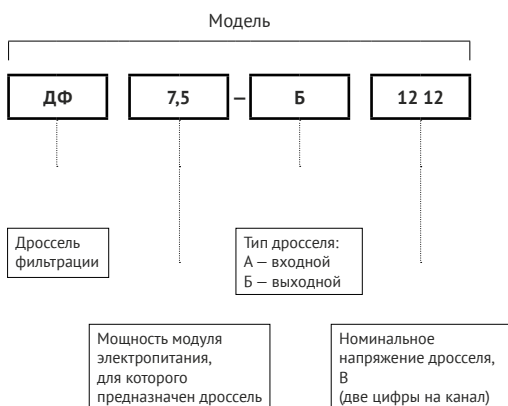 Модель
ДФ 7,5 – Б 12 12
Дроссель
фильтрации
Тип дросселя:
А – входной
Б – выходной
Мощность модуля
электропитания,
для которого
предназначен дроссель
Номинальное
напряжение дросселя,
В
(две цифры на канал)